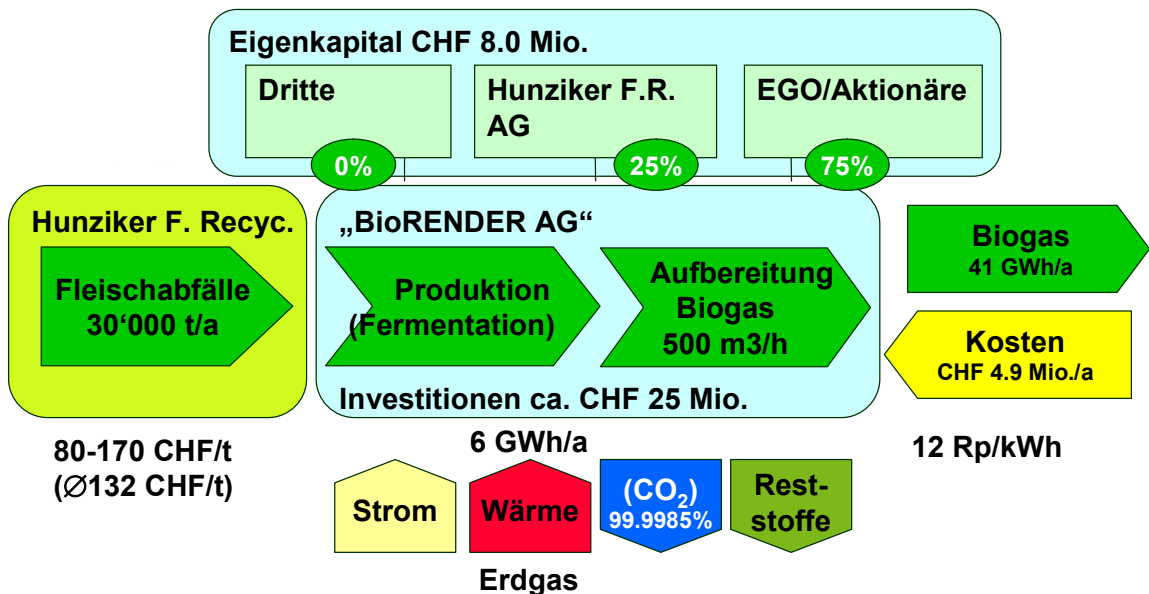 Eigenkapital CHF 8.0 Mio.
Dritte
Hunziker F.R.
AG
EGO/Aktionäre
0%
25%
75%
Hunziker F. Recyc.
Fleischabfälle
30‘000 t/a
„BioRENDER AG“
Produktion
(Fermentation)
Aufbereitung
Biogas
500 m3/h
Investitionen ca. CHF 25 Mio.
Biogas
41 GWh/a
Kosten
CHF 4.9 Mio./a
80-170 CHF/t
(∅132 CHF/t)
6 GWh/a
12 Rp/kWh
Strom
Wärme
(CO₂)
99.9985%
Rest-
stoffe
Erdgas